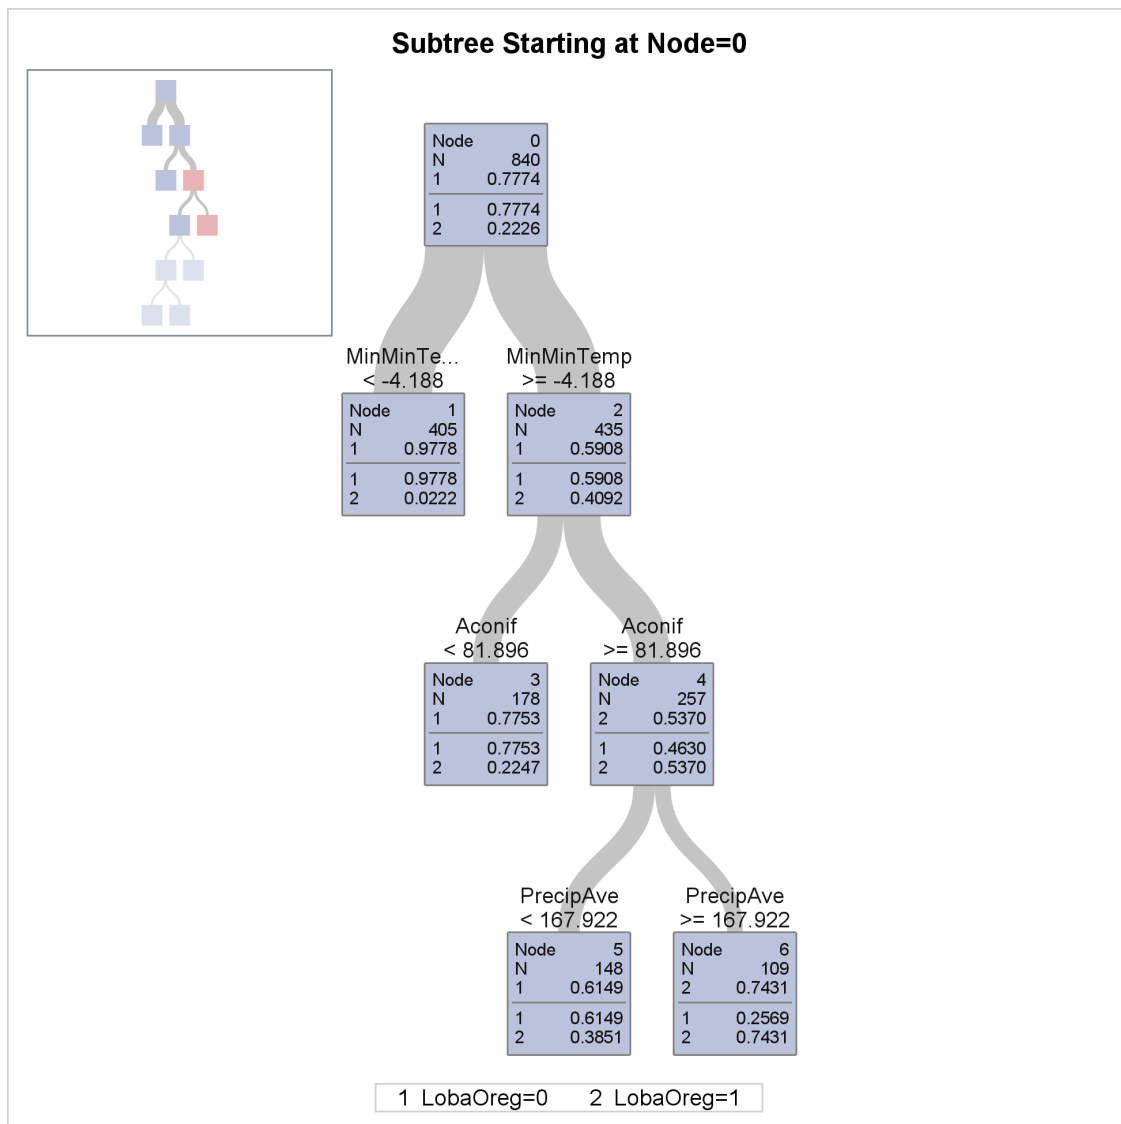 Subtree Starting at Node=0
Node 0
N 840
1 0.7774
1 0.7774
2 0.2226
MinMinTe...
< -4.188
MinMinTemp
>= -4.188
Node 1
N 405
1 0.9778
1 0.9778
2 0.0222
Node 2
N 435
1 0.5908
1 0.5908
2 0.4092
Aconif
< 81.896
Aconif
>= 81.896
Node 3
N 178
1 0.7753
1 0.7753
2 0.2247
Node 4
N 257
2 0.5370
1 0.4630
2 0.5370
PrecipAve
< 167.922
PrecipAve
>= 167.922
Node 5
N 148
1 0.6149
1 0.6149
2 0.3851
Node 6
N 109
2 0.7431
1 0.2569
2 0.7431
1 LobaOreg=0 2 LobaOreg=1